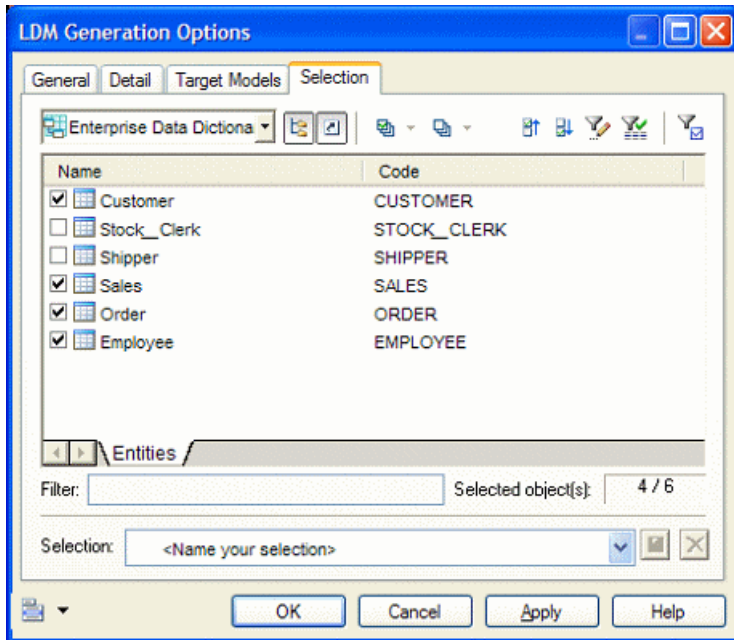 LDM Generation Options
General Detail Target Models Selection
Enterprise Data Dictiona
Name Code
Customer CUSTOMER
Stock__Clerk STOCK__CLERK
Shipper SHIPPER
Sales SALES
Order ORDER
Employee EMPLOYEE
Entities
Filter: Selected object(s): 4 / 6
Selection: <Name your selection>
OK Cancel Apply Help